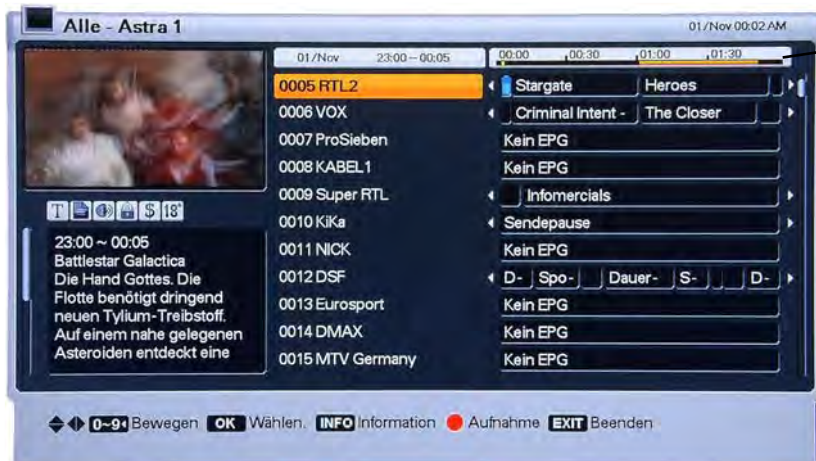 Alle - Astra 1
01/Nov 00:02 AM
01/Nov 23:00 ~ 00:05
00:00 00:30 01:00 01:30
0005 RTL2 Stargate Heroes
0006 VOX Criminal Intent - The Closer
0007 ProSieben Kein EPG
0008 KABEL1 Kein EPG
0009 Super RTL Infomercials
0010 KiKa Sendepause
0011 NICK Kein EPG
0012 DSF D- Spo- Dauer- S- D-
0013 Eurosport Kein EPG
0014 DMAX Kein EPG
0015 MTV Germany Kein EPG
T $ 18+
23:00 ~ 00:05
Battlestar Galactica
Die Hand Gottes. Die
Flotte benötigt dringend
neuen Tylium-Treibstoff.
Auf einem nahe gelegenen
Asteroiden entdeckt eine
0~9 Bewegen OK Wählen. INFO Information Aufnahme EXIT Beenden